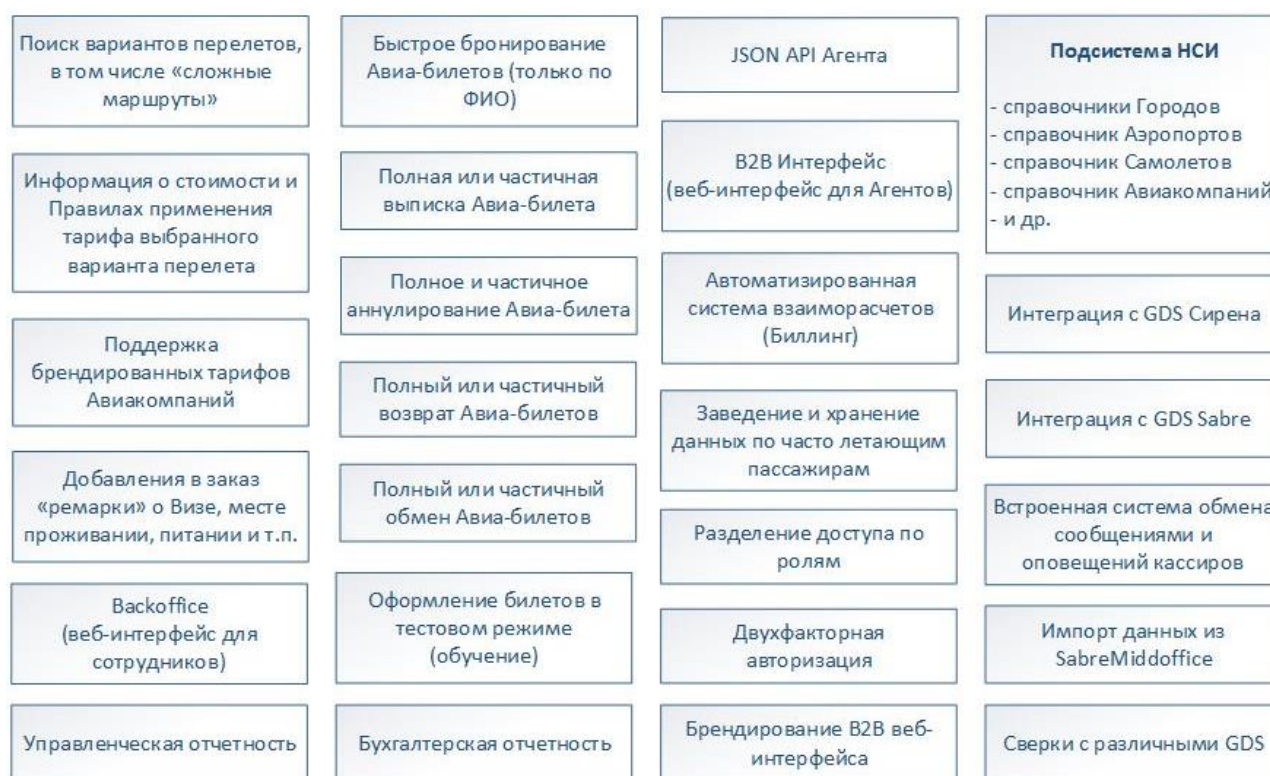 Поиск вариантов перелетов,
в том числе «сложные
маршруты»
Информация о стоимости и
Правилах применения
тарифа выбранного
варианта перелета
Поддержка
брендированных тарифов
Авиакомпаний
Добавления в заказ
«ремарки» о Визе, месте
проживании, питании и т.п.
Backoffice
(веб-интерфейс для
сотрудников)
Управленческая отчетность
Быстрое бронирование
Авиа-билетов (только по
ФИО)
Полная или частичная
выписка Авиа-билета
Полное и частичное
аннулирование Авиа-билета
Полный или частичный
возврат Авиа-билетов
Полный или частичный
обмен Авиа-билетов
Оформление билетов в
тестовом режиме
(обучение)
Бухгалтерская отчетность
JSON API Агента
B2B Интерфейс
(веб-интерфейс для Агентов)
Автоматизированная
система взаиморасчетов
(Биллинг)
Заведение и хранение
данных по часто летающим
пассажирам
Разделение доступа по
ролям
Двухфакторная
авторизация
Брендирование B2B веб-
интерфейса
Подсистема НСИ
- справочники Городов
- справочник Аэропортов
- справочник Самолетов
- справочник Авиакомпаний
- и др.
Интеграция с GDS Сирена
Интеграция с GDS Sabre
Встроенная система обмена
сообщениями и
оповещений кассиров
Импорт данных из
SabreMiddoffice
Сверки с различными GDS